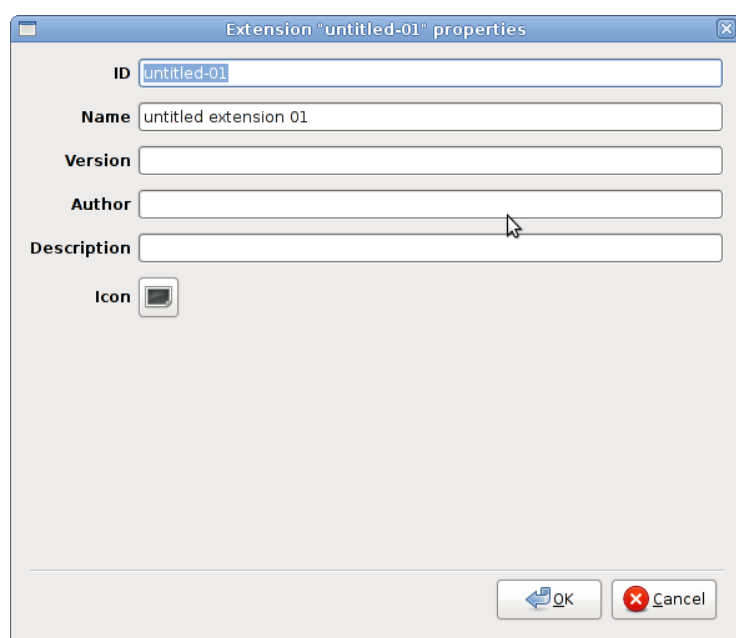 Extension "untitled-01" properties
ID untitled-01
Name untitled extension 01
Version
Author
Description
Icon
OK Cancel